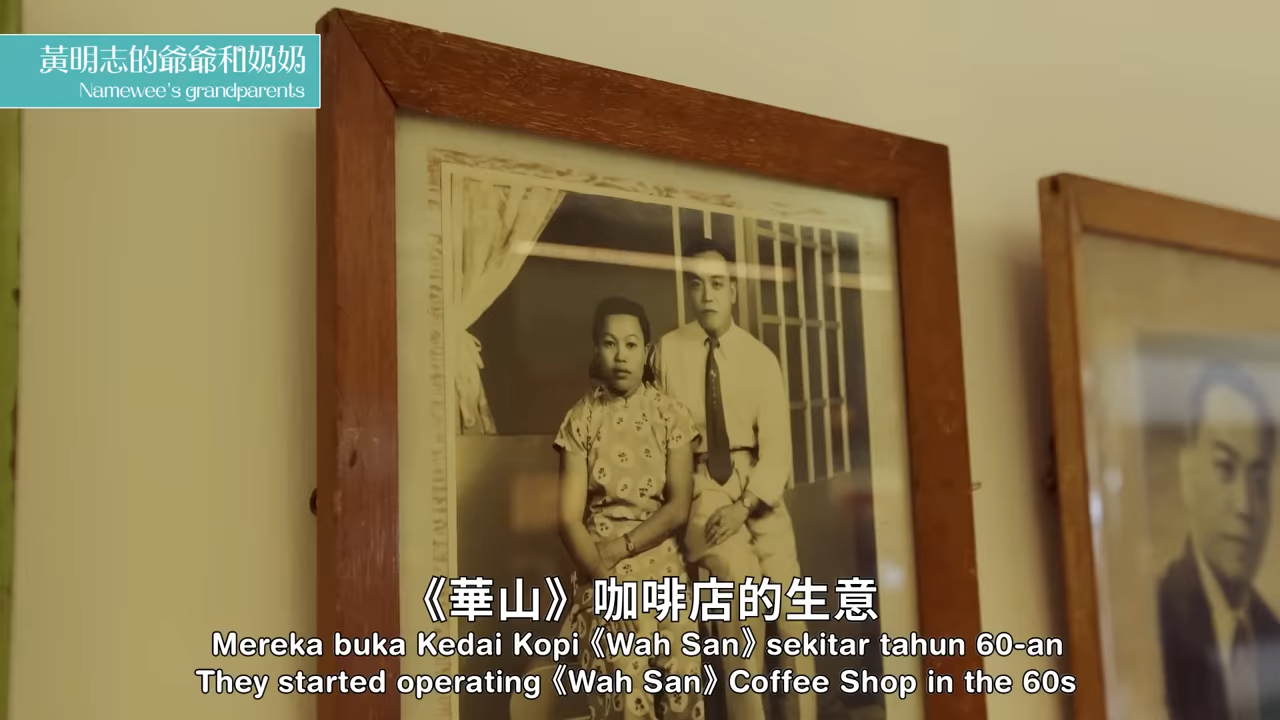 黃明志的爺爺和奶奶
Namewee's grandparents
《華山》咖啡店的生意
Mereka buka Kedai Kopi《Wah San》sekitar tahun 60-an
They started operating《Wah San》Coffee Shop in the 60s